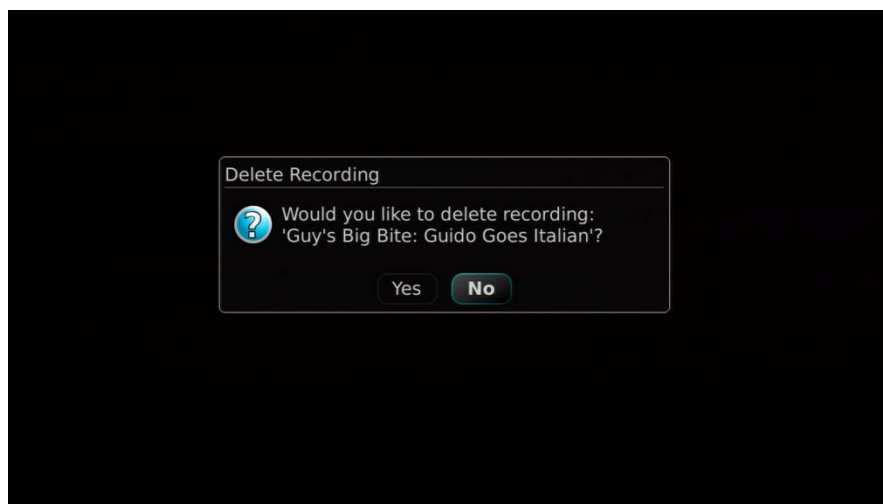 Delete Recording
Would you like to delete recording:
'Guy's Big Bite: Guido Goes Italian'?
Yes No